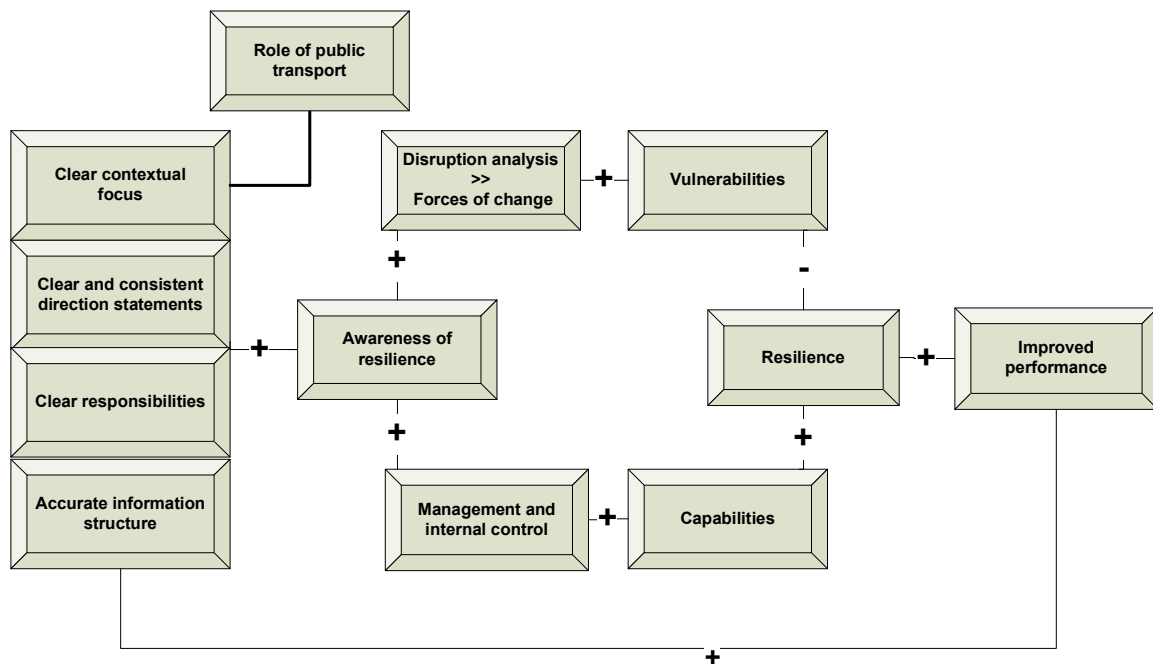 Role of public
transport
Clear contextual
focus
Disruption analysis
>>
Forces of change
+
Vulnerabilities
Clear and consistent
direction statements
+
-
+
Awareness of
resilience
Resilience
+
Improved
performance
Clear responsibilities
+
+
Accurate information
structure
Management and
internal control
+
Capabilities
+